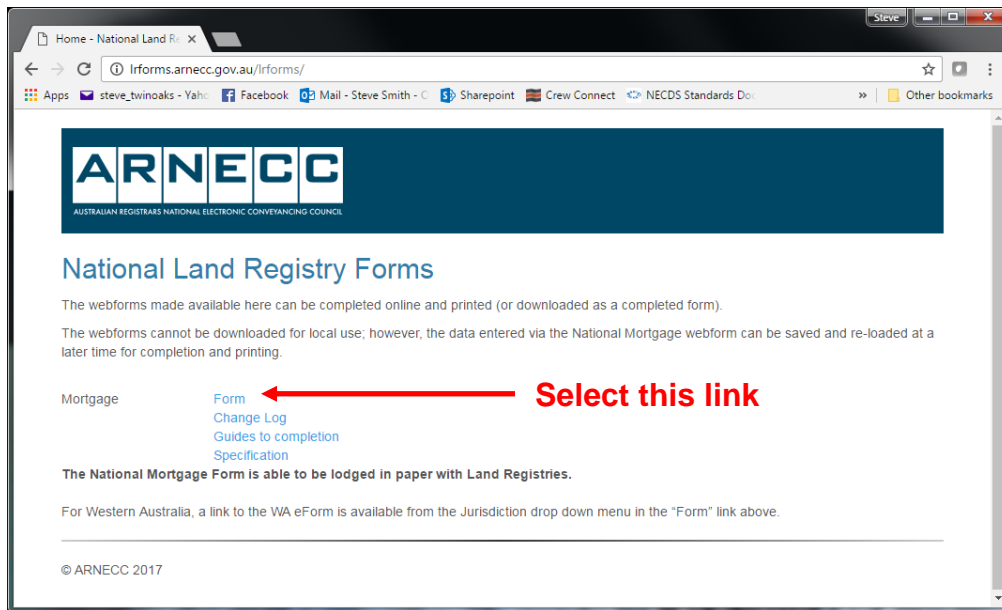 Steve
Home - National Land Re
lrforms.arnecc.gov.au/lrforms/
Apps steve_twinoaks - Yaho Facebook Mail - Steve Smith - O Sharepoint Crew Connect NECDS Standards Doc » Other bookmarks
ARNECC
AUSTRALIAN REGISTRARS NATIONAL ELECTRONIC CONVEYANCING COUNCIL
National Land Registry Forms
The webforms made available here can be completed online and printed (or downloaded as a completed form).
The webforms cannot be downloaded for local use; however, the data entered via the National Mortgage webform can be saved and re-loaded at a
later time for completion and printing.
Mortgage Form Select this link
Change Log
Guides to completion
Specification
The National Mortgage Form is able to be lodged in paper with Land Registries.
For Western Australia, a link to the WA eForm is available from the Jurisdiction drop down menu in the "Form" link above.
© ARNECC 2017